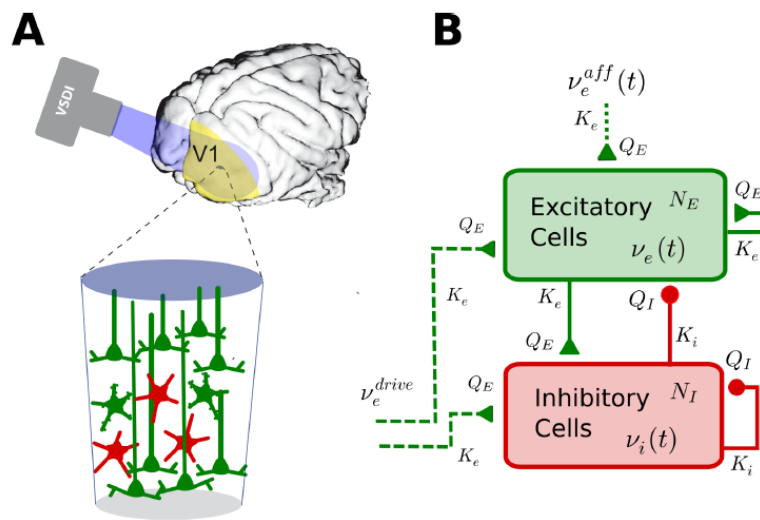 A
VSDI
V1
B
ν_e^{aff}(t)
K_e
Q_E
Excitatory
Cells
N_E
ν_e(t)
Q_E
K_e
Q_E
K_e
K_e
Q_E
Q_I
K_i
ν_e^{drive}
Q_E
K_e
Inhibitory
Cells
N_I
ν_i(t)
Q_I
K_i